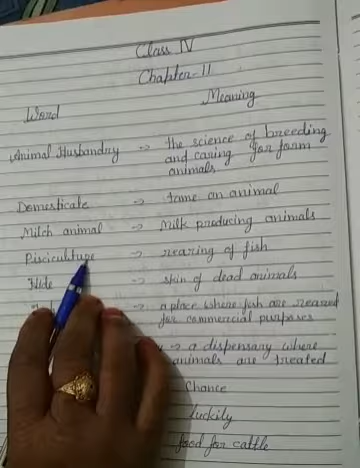 Class IV
Chapter-11
Word Meaning
Animal Husbandry -> the science of breeding
and caring for form
animals.
Domesticate -> tame an animal
Milch animal -> Milk producing animals
Pisciculture -> rearing of fish
Hide -> skin of dead animals
-> a place where fish are reared
for commercial purposes
y -> a dispensary where
animals are treated
Chance
luckily
food for cattle